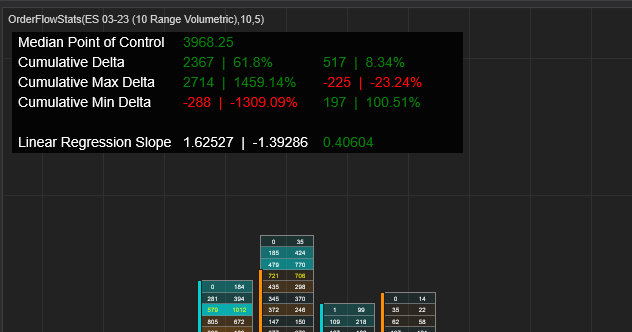 OrderFlowStats(ES 03-23 (10 Range Volumetric),10,5)
Median Point of Control 3968.25
Cumulative Delta 2367 | 61.8% 517 | 8.34%
Cumulative Max Delta 2714 | 1459.14% -225 | -23.24%
Cumulative Min Delta -288 | -1309.09% 197 | 100.51%
Linear Regression Slope 1.62527 | -1.39286 0.40604
0 35
185 424
479 770
721 706
0 184 435 298
281 394 345 370 0 14
579 1012 372 246 1 99 35 22
805 672 147 150 109 218 62 58